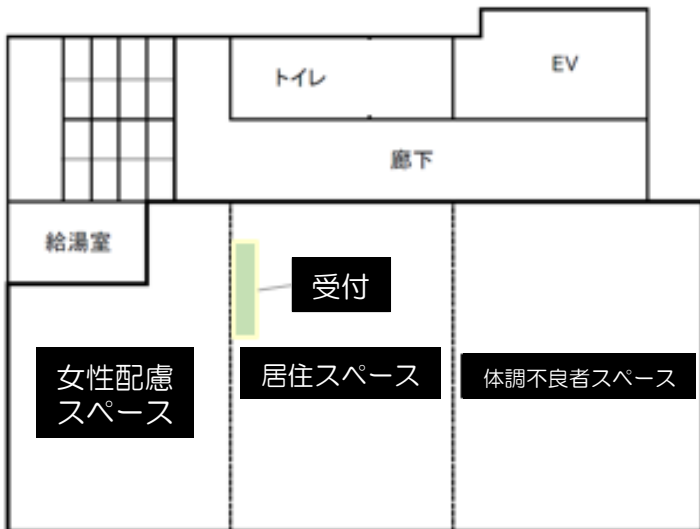 トイレ
EV
廊下
給湯室
受付
女性配慮
スペース
居住スペース
体調不良者スペース